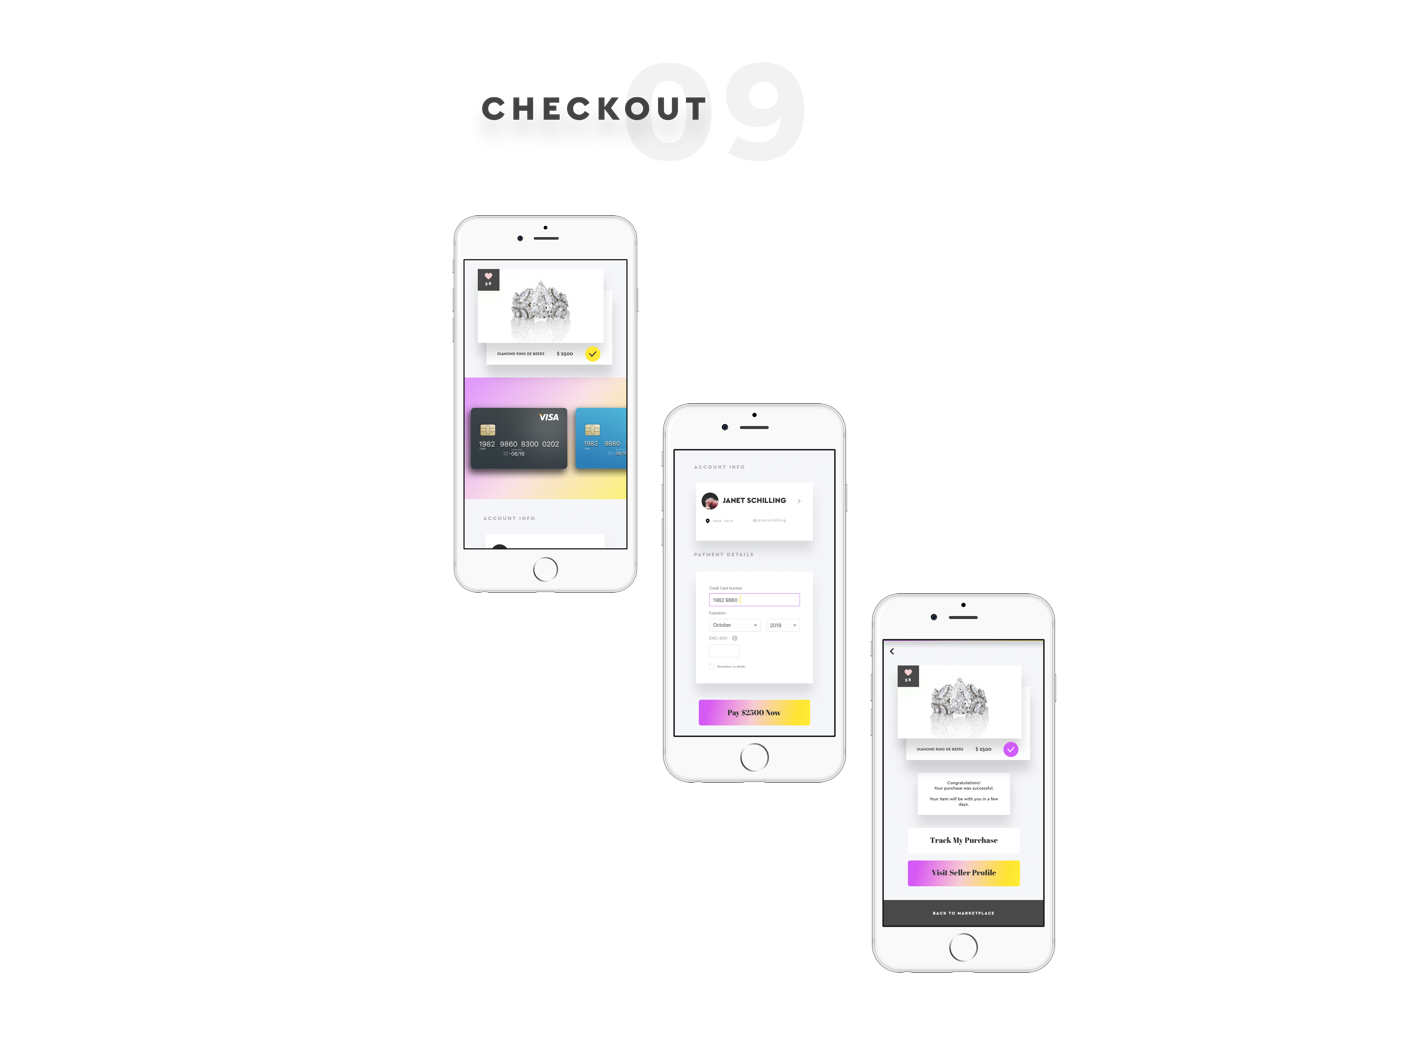 09
CHECKOUT
DIAMOND RING DE BEERS $ 2500
VISA
1982 9860 8300 0202
06/16
1982 9860
06/16
ACCOUNT INFO
ACCOUNT INFO
JANET SCHILLING
New York @janetschilling
PAYMENT DETAILS
Credit Card Number
1982 9860
Expiration
October 2019
Remember my details
Pay $2500 Now
DIAMOND RING DE BEERS $ 2500
Congratulations!
Your purchase was successful.
Your item will be with you in a few
days.
Track My Purchase
Visit Seller Profile
BACK TO MARKETPLACE